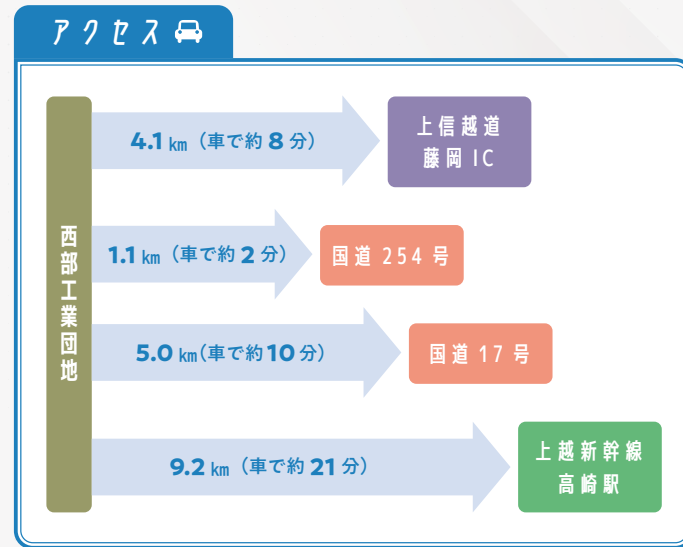 アクセス
西部工業団地
4.1 km（車で約 8 分）
上信越道
藤岡 IC
1.1 km（車で約 2 分）
国道 254 号
5.0 km（車で約 10 分）
国道 17 号
9.2 km（車で約 21 分）
上越新幹線
高崎駅